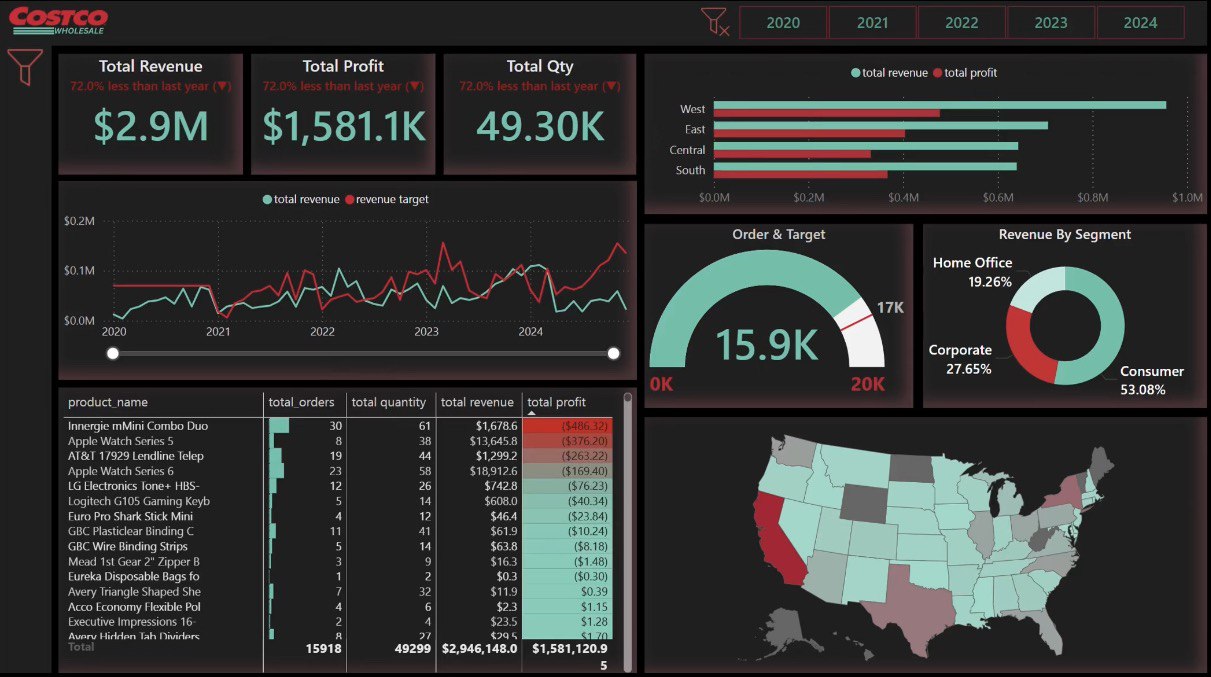 COSTCO
WHOLESALE
2020 2021 2022 2023 2024
Total Revenue
72.0% less than last year (▼)
$2.9M
Total Profit
72.0% less than last year (▼)
$1,581.1K
Total Qty
72.0% less than last year (▼)
49.30K
total revenue total profit
West
East
Central
South
$0.0M $0.2M $0.4M $0.6M $0.8M $1.0M
total revenue revenue target
$0.2M
$0.1M
$0.0M
2020 2021 2022 2023 2024
Order & Target
17K
15.9K
0K 20K
Revenue By Segment
Home Office
19.26%
Corporate
27.65%
Consumer
53.08%
product_name total_orders total quantity total revenue total profit
Innergie mMini Combo Duo 30 61 $1,678.6 ($486.32)
Apple Watch Series 5 8 38 $13,645.8 ($376.20)
AT&T 17929 Lendline Telep 19 44 $1,299.2 ($263.22)
Apple Watch Series 6 23 58 $18,912.6 ($169.40)
LG Electronics Tone+ HBS- 12 26 $742.8 ($76.23)
Logitech G105 Gaming Keyb 5 14 $608.0 ($40.34)
Euro Pro Shark Stick Mini 4 12 $46.4 ($23.84)
GBC Plasticlear Binding C 11 41 $61.9 ($10.24)
GBC Wire Binding Strips 5 14 $63.8 ($8.18)
Mead 1st Gear 2" Zipper B 3 9 $16.3 ($1.48)
Eureka Disposable Bags fo 1 2 $0.3 ($0.30)
Avery Triangle Shaped She 7 32 $11.9 $0.39
Acco Economy Flexible Pol 4 6 $2.3 $1.15
Executive Impressions 16- 2 4 $23.5 $1.28
Avery Hidden Tab Dividers 8 27 $29.5 $1.70
Total 15918 49299 $2,946,148.0 $1,581,120.9
5